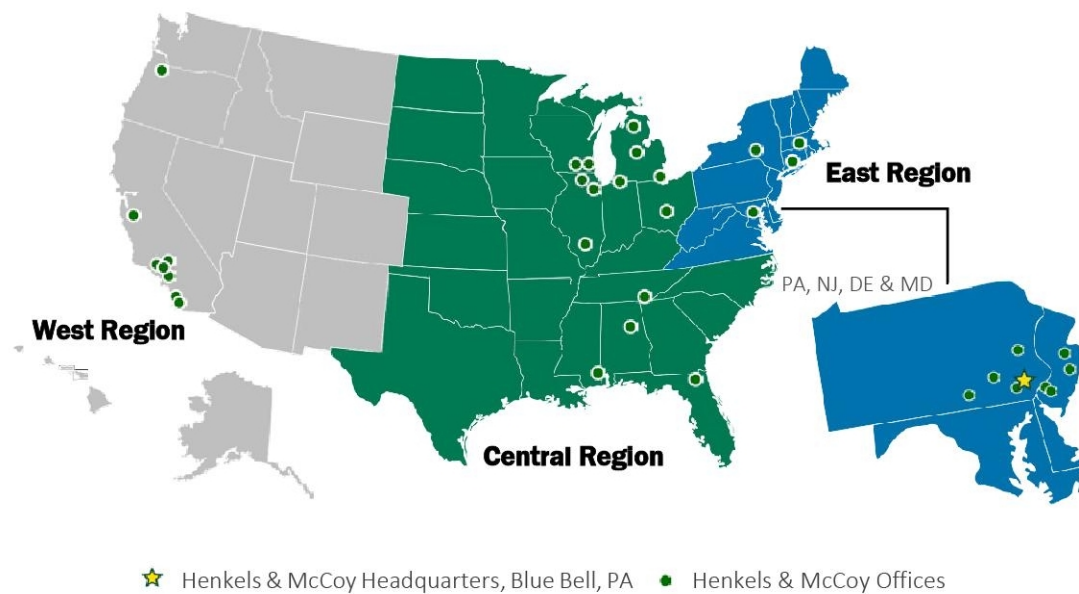 East Region
PA, NJ, DE & MD
West Region
Central Region
Henkels & McCoy Headquarters, Blue Bell, PA
Henkels & McCoy Offices